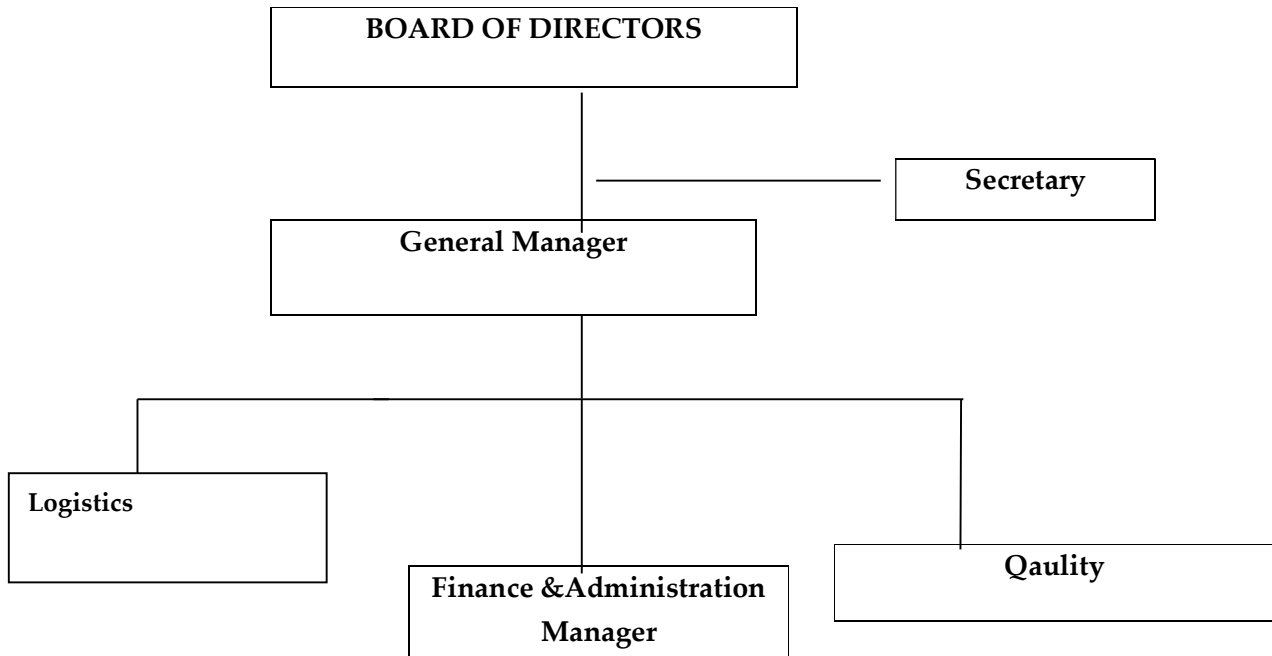 BOARD OF DIRECTORS
Secretary
General Manager
Logistics
Finance &Administration
Manager
Qaulity